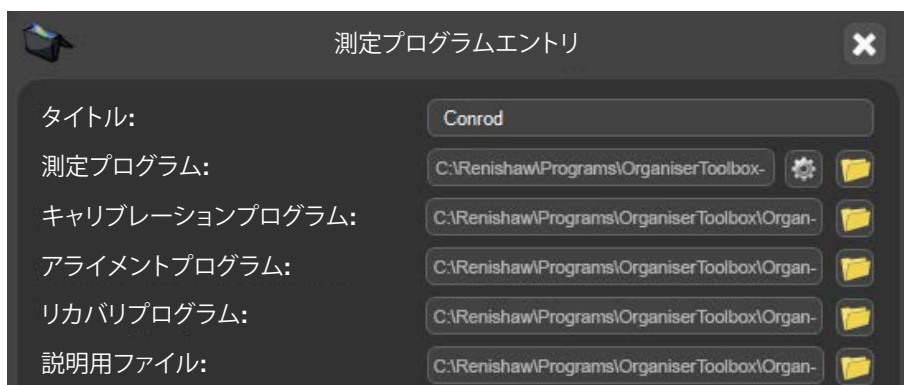 測定プログラムエントリ
タイトル: Conrod
測定プログラム: C:\Renishaw\Programs\OrganiserToolbox-
キャリブレーションプログラム: C:\Renishaw\Programs\OrganiserToolbox\Organ-
アライメントプログラム: C:\Renishaw\Programs\OrganiserToolbox\Organ-
リカバリプログラム: C:\Renishaw\Programs\OrganiserToolbox\Organ-
説明用ファイル: C:\Renishaw\Programs\OrganiserToolbox\Organ-